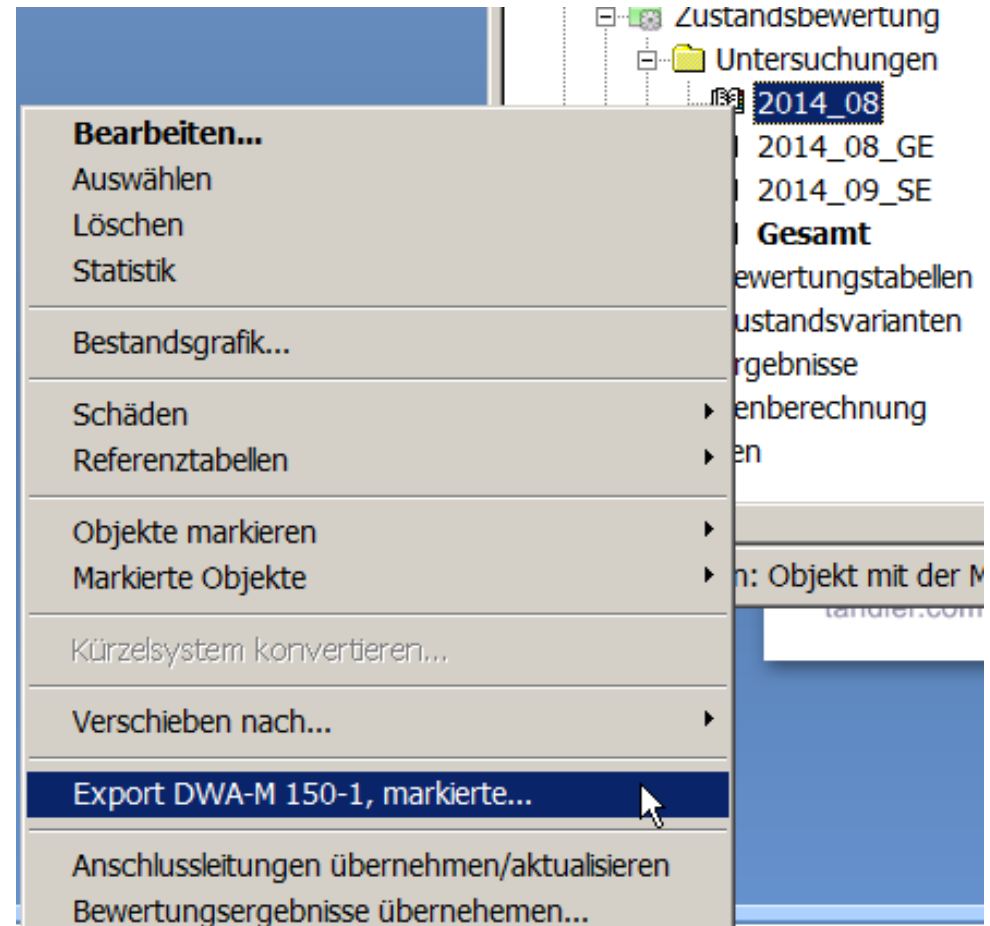 Zustandsbewertung
Untersuchungen
2014_08
2014_08_GE
2014_09_SE
Gesamt
ewertungstabellen
ustandsvarianten
rgebnisse
enberechnung
en
n: Objekt mit der M
tandler.com
Bearbeiten...
Auswählen
Löschen
Statistik
Bestandsgrafik...
Schäden
Referenztabellen
Objekte markieren
Markierte Objekte
Kürzelsystem konvertieren...
Verschieben nach...
Export DWA-M 150-1, markierte...
Anschlussleitungen übernehmen/aktualisieren
Bewertungsergebnisse übernehemen...